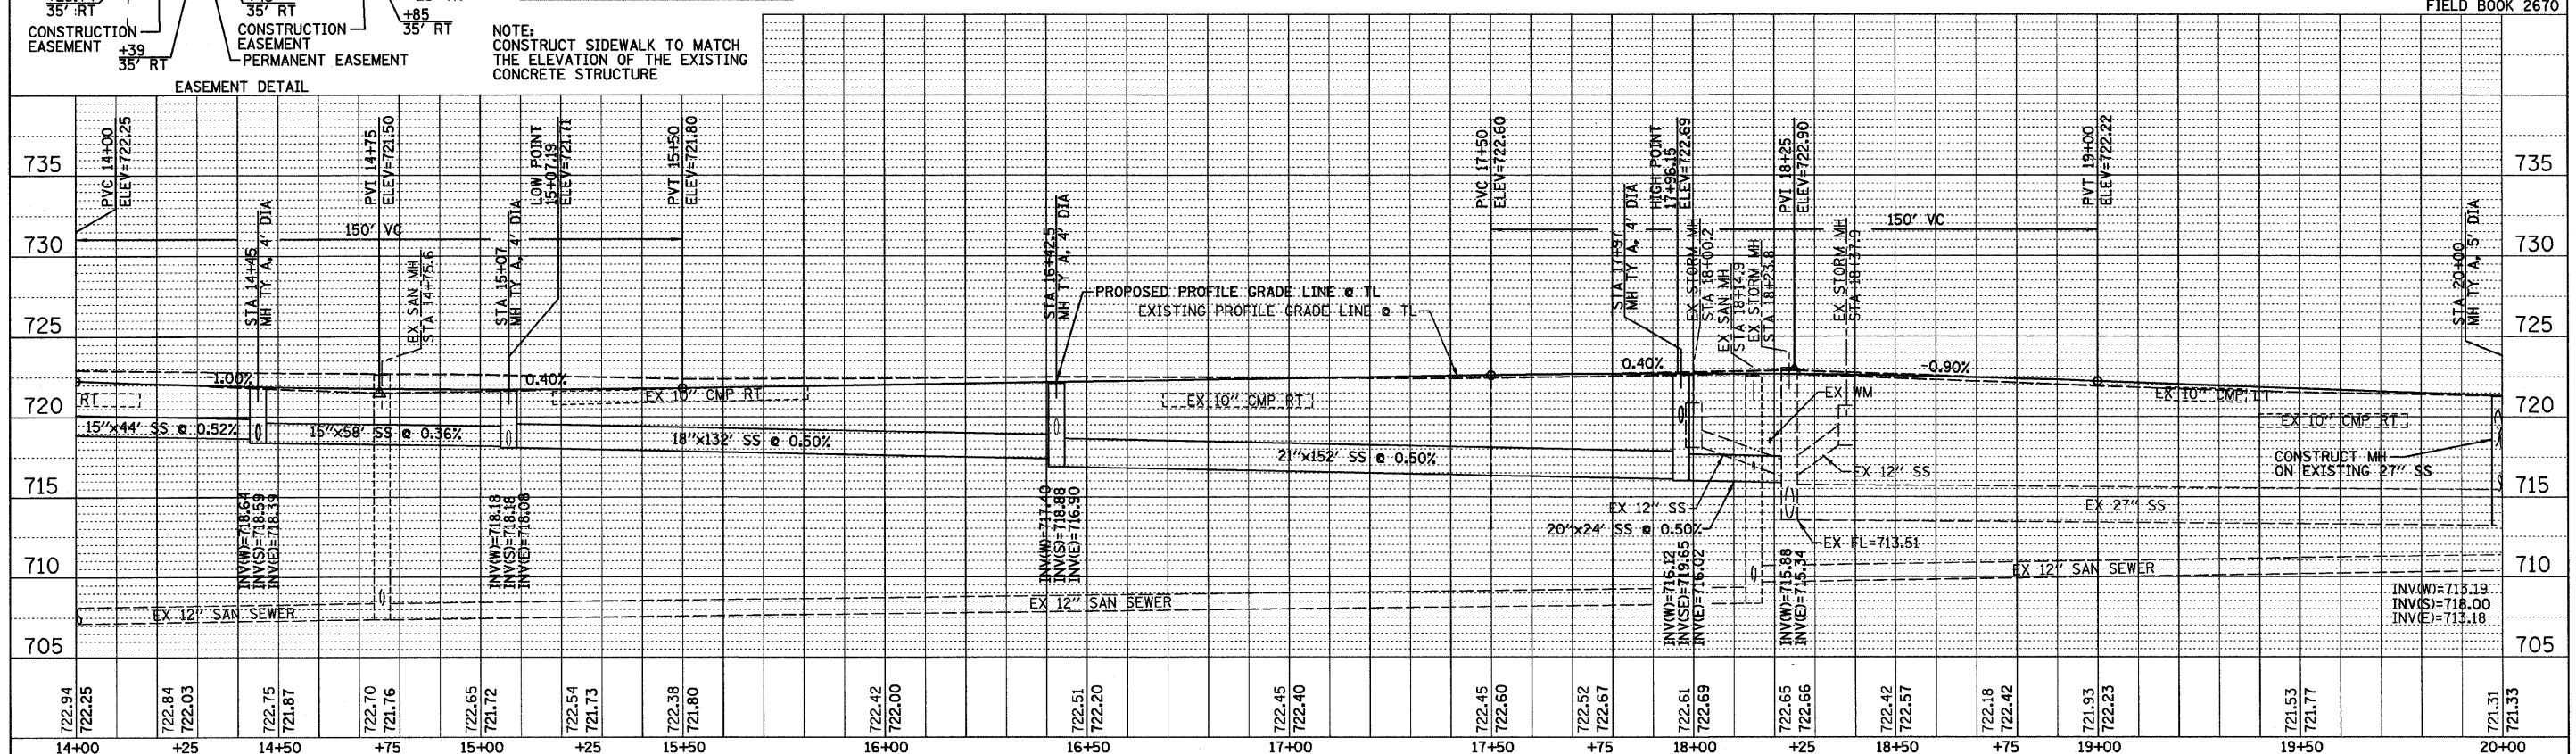 35' RT
CONSTRUCTION
EASEMENT
+39
35' RT
35' RT
CONSTRUCTION
EASEMENT
PERMANENT EASEMENT
+85
35' RT
EASEMENT DETAIL
NOTE:
CONSTRUCT SIDEWALK TO MATCH
THE ELEVATION OF THE EXISTING
CONCRETE STRUCTURE
FIELD BOOK 2670
735
730
725
720
715
710
705
PVC 14+00
ELEV=722.25
STA 14+45
MH TY A, 4' DIA
PVI 14+75
ELEV=721.50
EX SAN MH
STA 14+75.6
STA 15+07
MH TY A, 4' DIA
LOW POINT
15+07.19
ELEV=721.71
PVT 15+50
ELEV=721.80
150' VC
STA 16+42.5
MH TY A, 4' DIA
PROPOSED PROFILE GRADE LINE @ TL
EXISTING PROFILE GRADE LINE @ TL
PVC 17+50
ELEV=722.60
STA 17+97
MH TY A, 4' DIA
HIGH POINT
17+96.15
ELEV=722.69
EX STORM MH
STA 18+00.2
EX SAN MH
STA 18+14.9
EX STORM MH
STA 18+23.8
PVI 18+25
ELEV=722.90
EX STORM MH
STA 18+37.9
150' VC
PVT 19+00
ELEV=722.22
STA 20+00
MH TY A, 5' DIA
735
730
725
720
715
710
705
-1.00%
0.40%
0.40%
-0.90%
RT
EX 10" CMP RT
EX 10" CMP RT
EX WM
EX 10" CMP L
EX 10" CMP RT
15"x44' SS @ 0.52%
15"x58' SS @ 0.36%
18"x132' SS @ 0.50%
21"x152' SS @ 0.50%
EX 12" SS
20"x24' SS @ 0.50%
EX 12" SS
CONSTRUCT MH
ON EXISTING 27" SS
EX 27" SS
EX FL=713.51
INV(W)=718.64
INV(S)=718.59
INV(E)=718.39
INV(W)=718.18
INV(S)=718.18
INV(E)=718.08
INV(W)=717.40
INV(S)=718.88
INV(E)=716.90
INV(W)=716.12
INV(SE)=719.65
INV(E)=716.02
INV(W)=715.88
INV(E)=715.34
INV(W)=713.19
INV(S)=718.00
INV(E)=713.18
EX 12" SAN SEWER
EX 12" SAN SEWER
EX 12" SAN SEWER
722.94
722.25
722.84
722.03
722.75
721.87
722.70
721.76
722.65
721.72
722.54
721.73
722.38
721.80
722.42
722.00
722.51
722.20
722.45
722.40
722.45
722.60
722.52
722.67
722.61
722.69
722.65
722.66
722.42
722.57
722.18
722.42
721.93
722.23
721.53
721.77
721.31
721.33
14+00
+25
14+50
+75
15+00
+25
15+50
16+00
16+50
17+00
17+50
+75
18+00
+25
18+50
+75
19+00
19+50
20+00